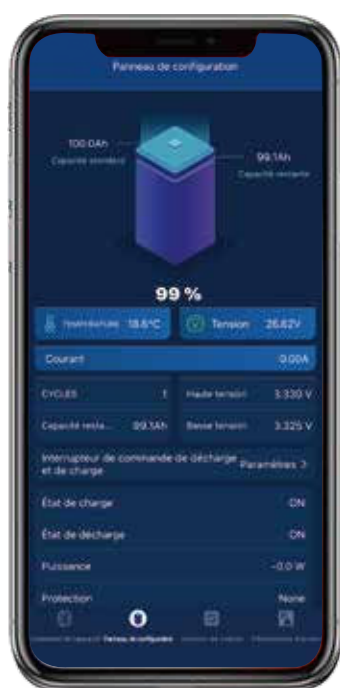 Panneau de configuration
100.0Ah
Capacité standard
99.1Ah
Capacité restante
99 %
Température 18.6°C
Tension 26.62V
Courant 0.00A
CYCLES 1
Haute tension 3.330 V
Capacité resta... 99.1Ah
Basse tension 3.325 V
Interrupteur de commande de décharge
et de charge
Paramètres >
État de charge ON
État de décharge ON
Puissance -0.0 W
Protection None
Panneau de configuration